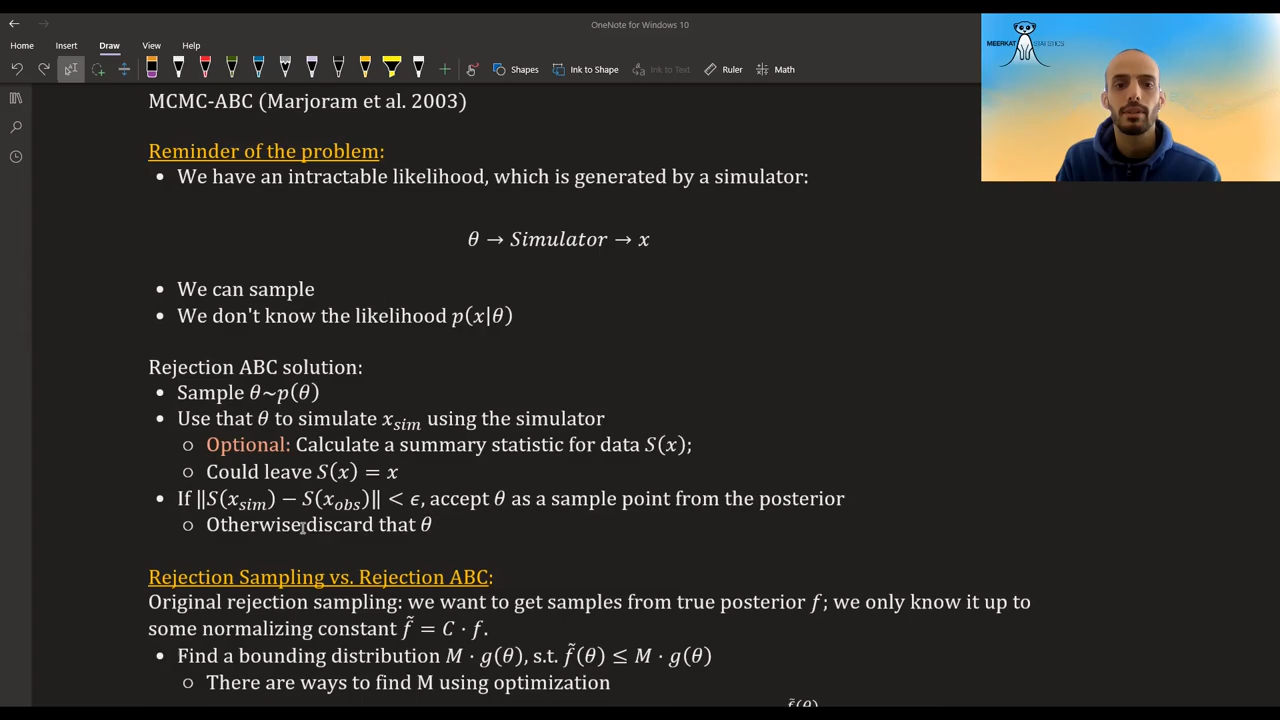 OneNote for Windows 10
Home Insert Draw View Help
Shapes Ink to Shape Ink to Text Ruler Math
MEERKAT STATISTICS
MCMC-ABC (Marjoram et al. 2003)
Reminder of the problem:
• We have an intractable likelihood, which is generated by a simulator:
θ → Simulator → x
• We can sample
• We don't know the likelihood p(x|θ)
Rejection ABC solution:
• Sample θ~p(θ)
• Use that θ to simulate x_sim using the simulator
○ Optional: Calculate a summary statistic for data S(x);
○ Could leave S(x) = x
• If ‖S(x_sim) − S(x_obs)‖ < ϵ, accept θ as a sample point from the posterior
○ Otherwise discard that θ
Rejection Sampling vs. Rejection ABC:
Original rejection sampling: we want to get samples from true posterior f; we only know it up to
some normalizing constant f̃ = C · f.
• Find a bounding distribution M · g(θ), s.t. f̃(θ) ≤ M · g(θ)
○ There are ways to find M using optimization